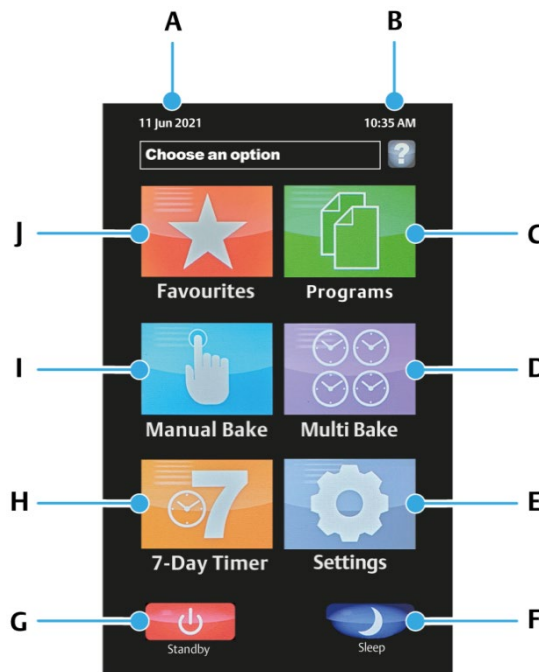 A B
11 Jun 2021 10:35 AM
Choose an option ?
J C
Favourites Programs
I D
Manual Bake Multi Bake
H 7 E
7-Day Timer Settings
G F
Standby Sleep